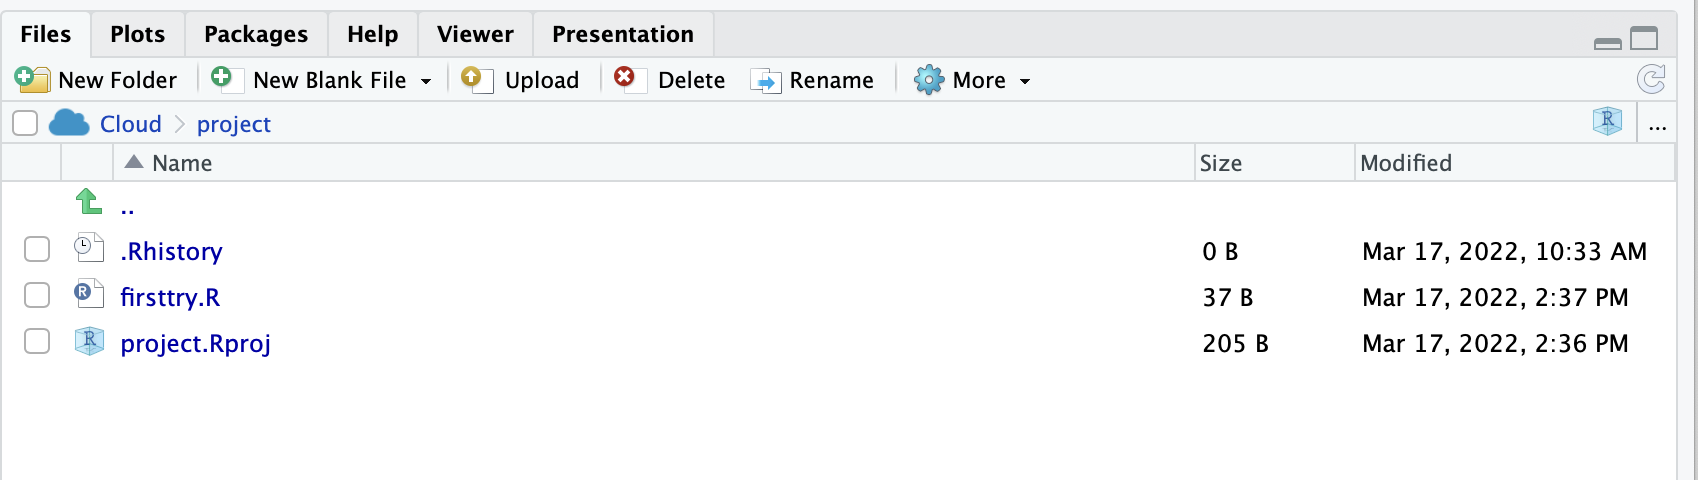 Files Plots Packages Help Viewer Presentation
New Folder New Blank File Upload Delete Rename More
Cloud project R ...
Name Size Modified
..
.Rhistory 0 B Mar 17, 2022, 10:33 AM
R firsttry.R 37 B Mar 17, 2022, 2:37 PM
R project.Rproj 205 B Mar 17, 2022, 2:36 PM